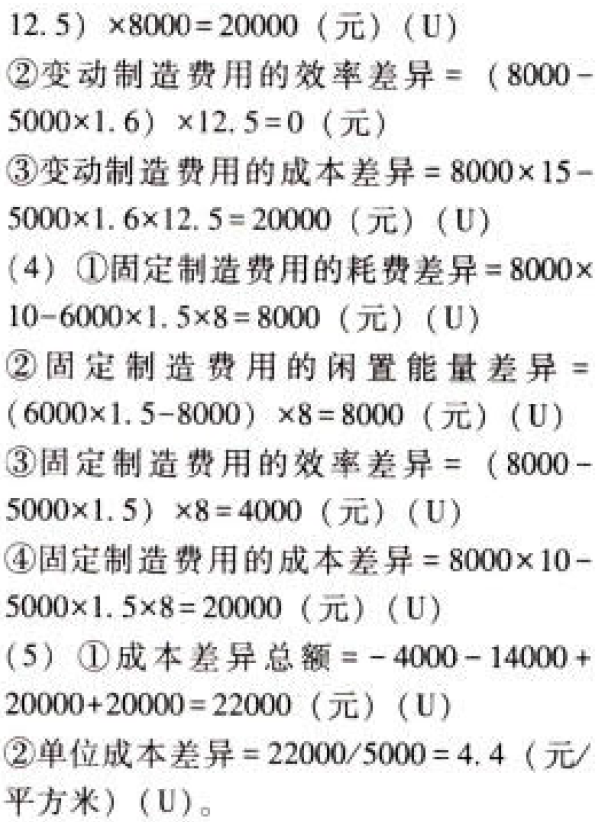 12.5）×8000=20000（元）（U）
②变动制造费用的效率差异=（8000-
5000×1.6）×12.5=0（元）
③变动制造费用的成本差异=8000×15-
5000×1.6×12.5=20000（元）（U）
（4）①固定制造费用的耗费差异=8000×
10-6000×1.5×8=8000（元）（U）
②固定制造费用的闲置能量差异=
（6000×1.5-8000）×8=8000（元）（U）
③固定制造费用的效率差异=（8000-
5000×1.5）×8=4000（元）（U）
④固定制造费用的成本差异=8000×10-
5000×1.5×8=20000（元）（U）
（5）①成本差异总额=-4000-14000+
20000+20000=22000（元）（U）
②单位成本差异=22000/5000=4.4（元/
平方米）（U）。